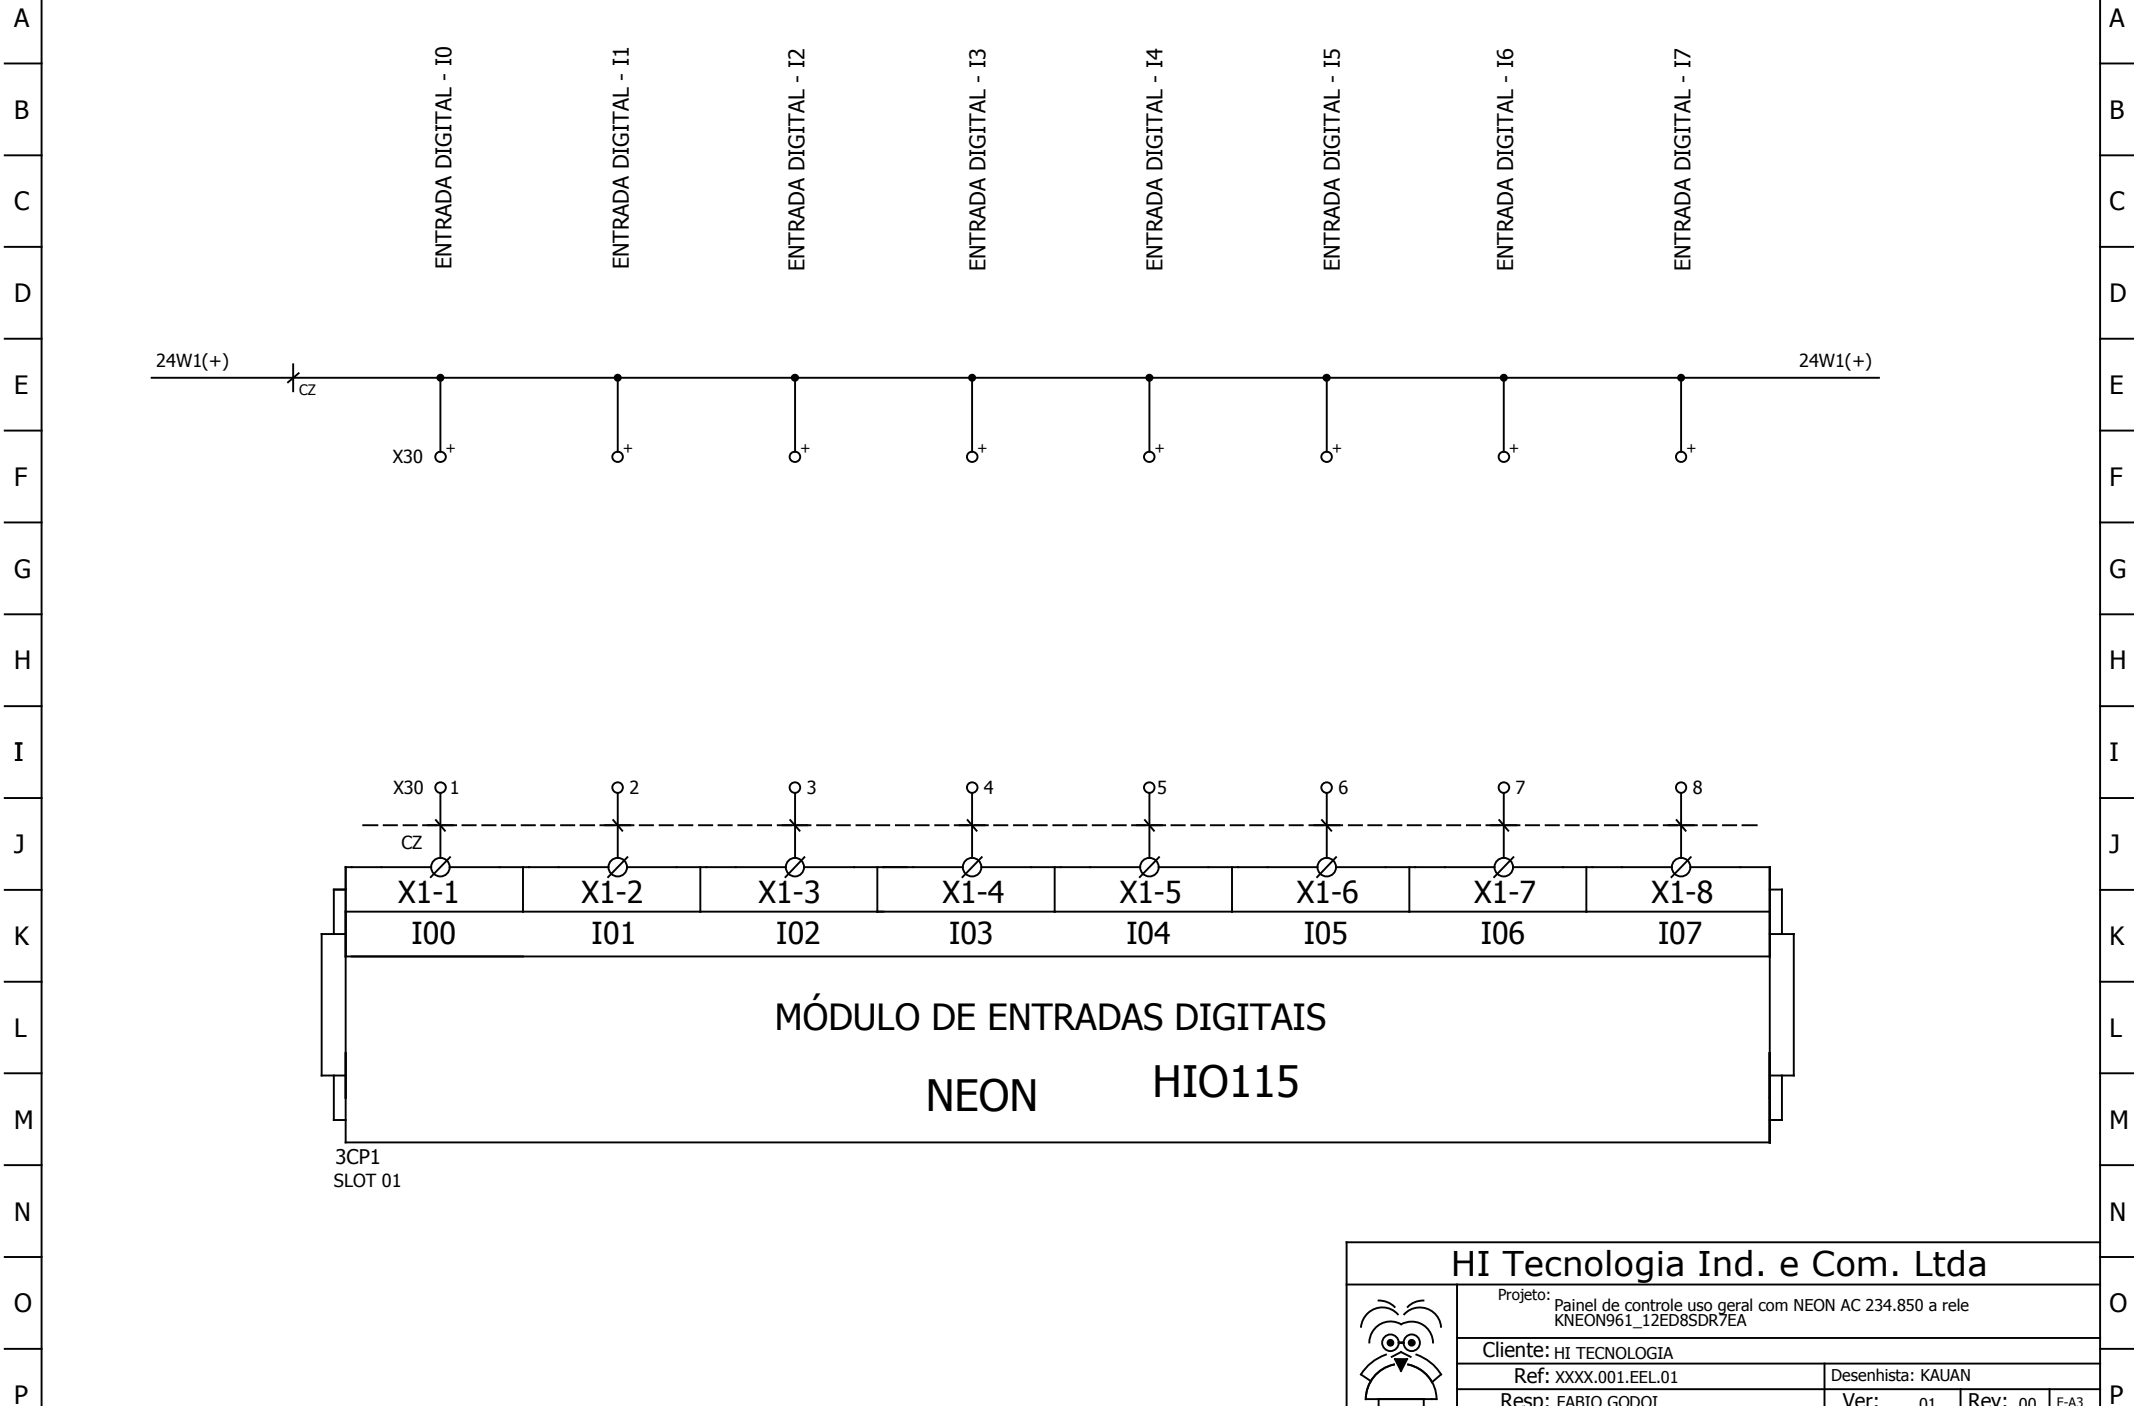 A A
ENTRADA DIGITAL - I0
ENTRADA DIGITAL - I1
ENTRADA DIGITAL - I2
ENTRADA DIGITAL - I3
ENTRADA DIGITAL - I4
ENTRADA DIGITAL - I5
ENTRADA DIGITAL - I6
ENTRADA DIGITAL - I7
B B
C C
D D
24W1(+) 24W1(+)
E CZ E
X30 + + + + + + + +
F F
G G
H H
I I
X30 1 2 3 4 5 6 7 8
J CZ J
X1-1 X1-2 X1-3 X1-4 X1-5 X1-6 X1-7 X1-8
K I00 I01 I02 I03 I04 I05 I06 I07 K
L MÓDULO DE ENTRADAS DIGITAIS L
NEON HIO115
M M
3CP1
SLOT 01
N N
HI Tecnologia Ind. e Com. Ltda
O O
Projeto: Painel de controle uso geral com NEON AC 234.850 a rele
KNEON961_12ED8SDR7EA
Cliente: HI TECNOLOGIA
Ref: XXXX.001.EEL.01 Desenhista: KAUAN
P P
Resp: FABIO GODOI Ver: 01 Rev: 00 F-A3